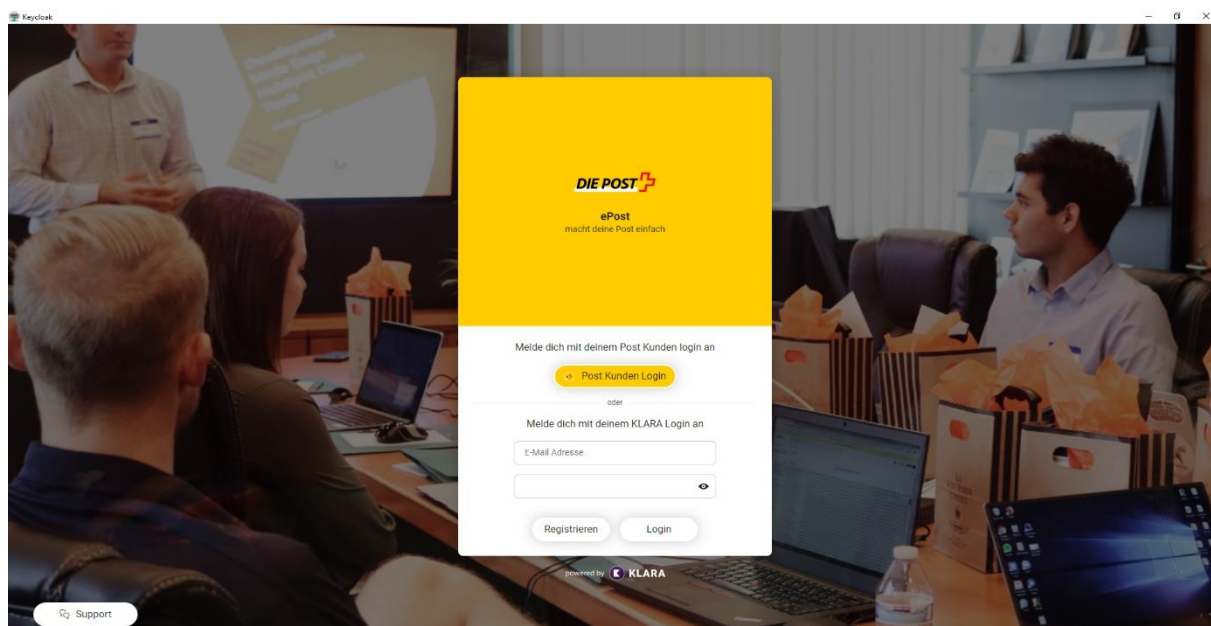 Keycloak
DIE POST
ePost
macht deine Post einfach
Melde dich mit deinem Post Kunden login an
Post Kunden Login
oder
Melde dich mit deinem KLARA Login an
E-Mail Adresse
Registrieren
Login
powered by KLARA
Support